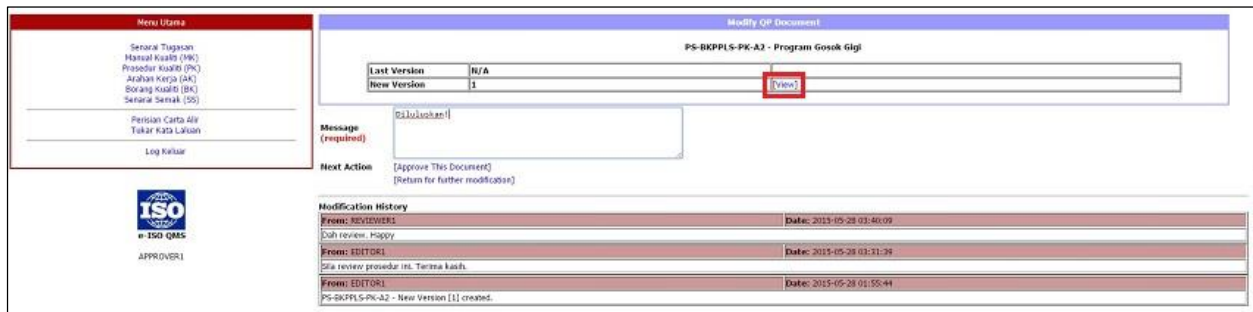 Menu Utama
Senarai Tugasan
Manual Kualiti (MK)
Prosedur Kualiti (PK)
Arahan Kerja (AK)
Borang Kualiti (BK)
Senarai Semak (SS)
Perisian Carta Alir
Tukar Kata Laluan
Log Keluar
ISO
e-ISO QMS
APPROVER1
Modify QP Document
PS-BKPPLS-PK-A2 - Program Gosok Gigi
Last Version N/A
New Version 1 [View]
Message
(required)
Diluluskan!
Next Action [Approve This Document]
[Return for further modification]
Modification History
From: REVIEWER1 Date: 2015-05-28 03:40:09
Dah review. Happy
From: EDITOR1 Date: 2015-05-28 03:31:39
Sila review prosedur ini. Terima kasih.
From: EDITOR1 Date: 2015-05-28 01:55:44
PS-BKPPLS-PK-A2 - New Version [1] created.